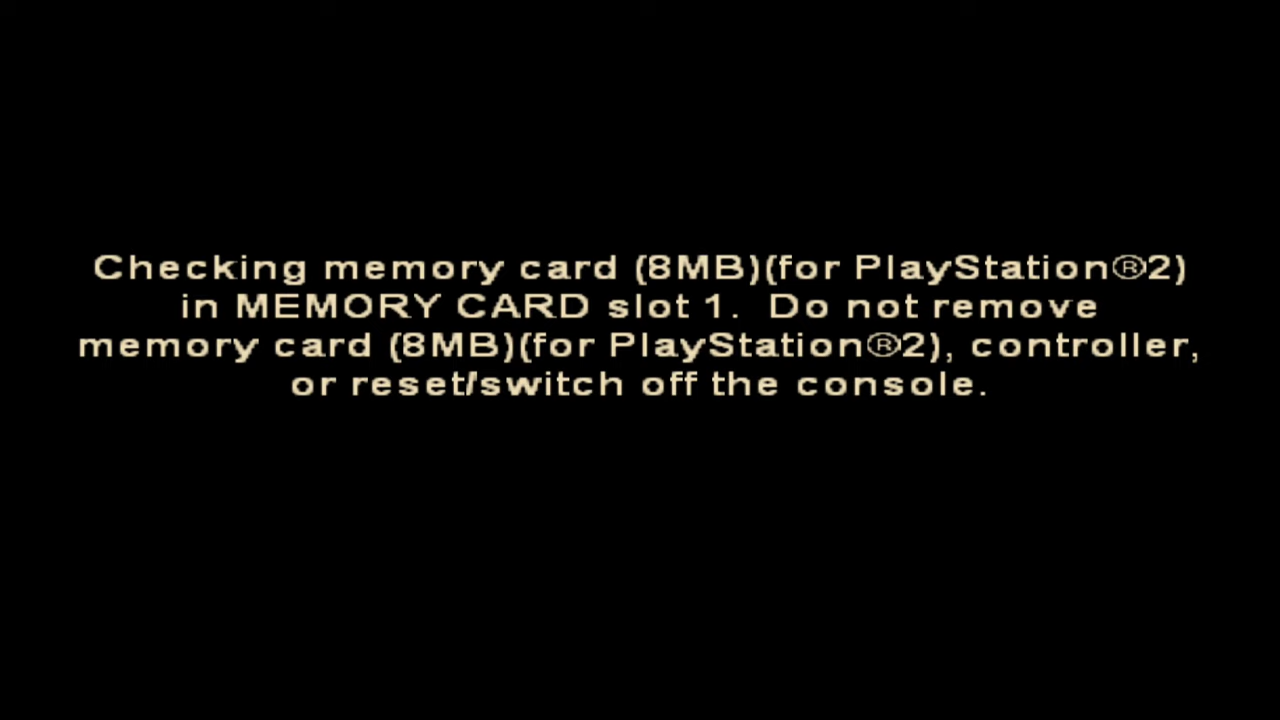 Checking memory card (8MB)(for PlayStation®2)
in MEMORY CARD slot 1.  Do not remove
memory card (8MB)(for PlayStation®2), controller,
or reset/switch off the console.